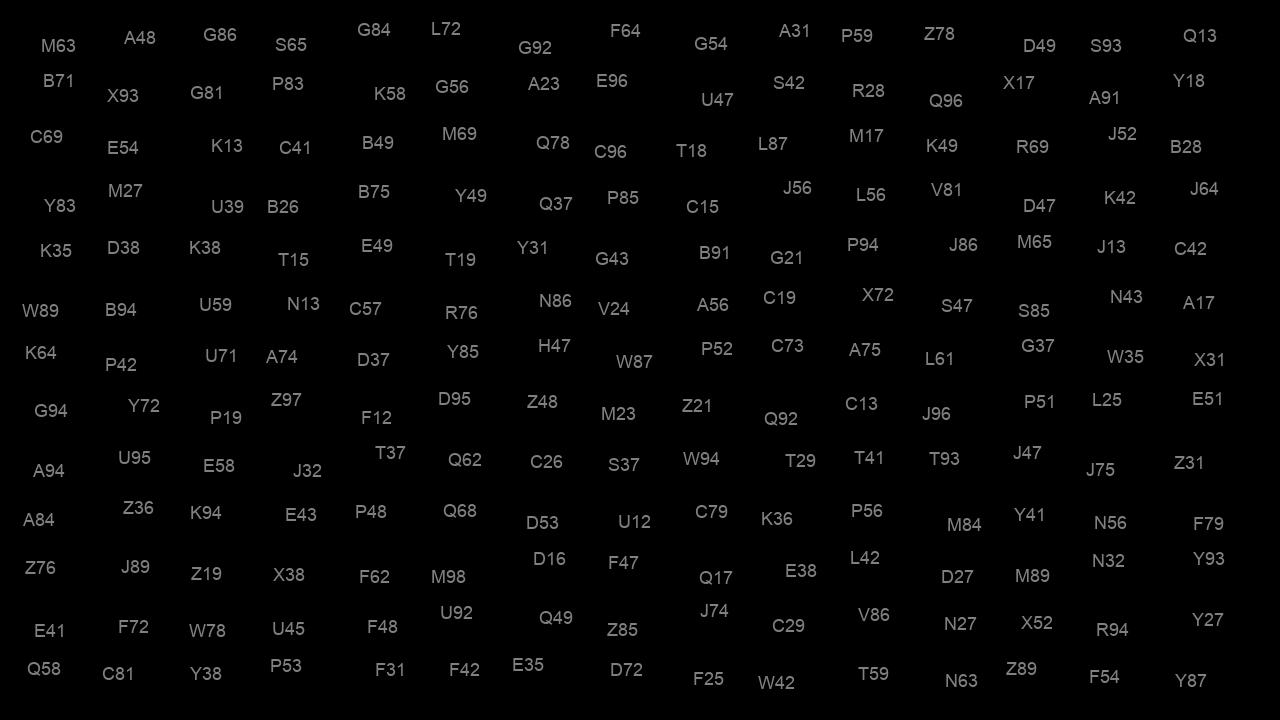 M63 A48 G86 S65 G84 L72 G92 F64 G54 A31 P59 Z78 D49 S93 Q13
B71 X93 G81 P83 K58 G56 A23 E96 U47 S42 R28 Q96 X17 A91 Y18
C69 E54 K13 C41 B49 M69 Q78 C96 T18 L87 M17 K49 R69 J52 B28
Y83 M27 U39 B26 B75 Y49 Q37 P85 C15 J56 L56 V81 D47 K42 J64
K35 D38 K38 T15 E49 T19 Y31 G43 B91 G21 P94 J86 M65 J13 C42
W89 B94 U59 N13 C57 R76 N86 V24 A56 C19 X72 S47 S85 N43 A17
K64 P42 U71 A74 D37 Y85 H47 W87 P52 C73 A75 L61 G37 W35 X31
G94 Y72 P19 Z97 F12 D95 Z48 M23 Z21 Q92 C13 J96 P51 L25 E51
A94 U95 E58 J32 T37 Q62 C26 S37 W94 T29 T41 T93 J47 J75 Z31
A84 Z36 K94 E43 P48 Q68 D53 U12 C79 K36 P56 M84 Y41 N56 F79
Z76 J89 Z19 X38 F62 M98 D16 F47 Q17 E38 L42 D27 M89 N32 Y93
E41 F72 W78 U45 F48 U92 Q49 Z85 J74 C29 V86 N27 X52 R94 Y27
Q58 C81 Y38 P53 F31 F42 E35 D72 F25 W42 T59 N63 Z89 F54 Y87